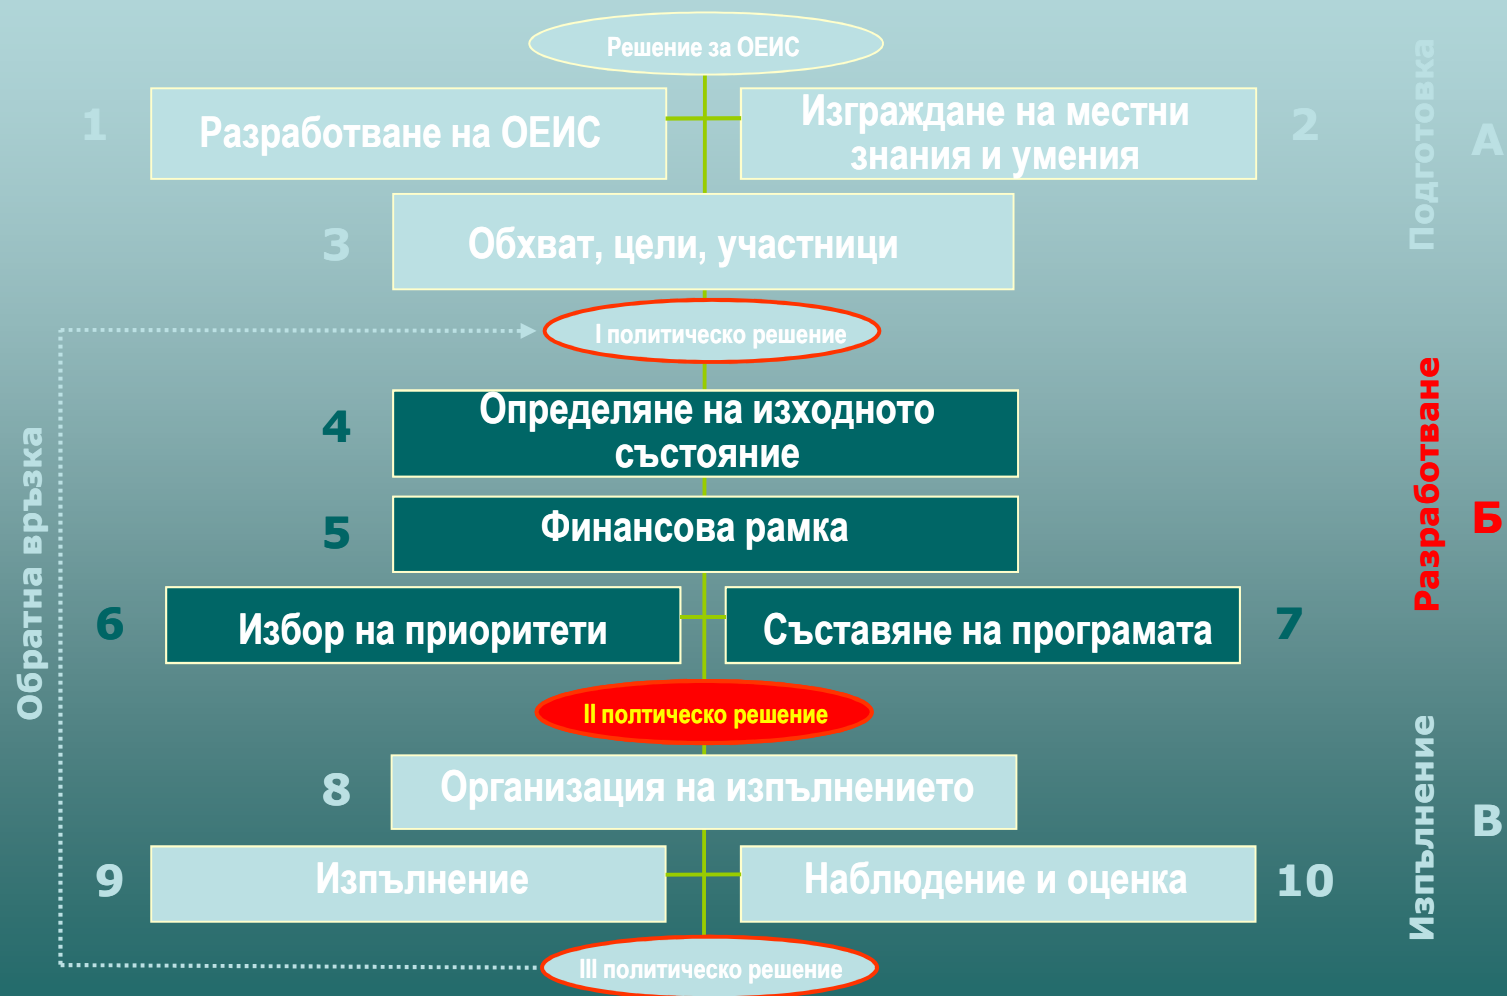 Решение за ОЕИС
1
Разработване на ОЕИС
Изграждане на местни
знания и умения
2
Подготовка
А
3
Обхват, цели, участници
I политическо решение
4
Определяне на изходното
състояние
5
Финансова рамка
Разработване
Б
Обратна връзка
6
Избор на приоритети
Съставяне на програмата
7
II полтическо решение
8
Организация на изпълнението
Изпълнение
В
9
Изпълнение
Наблюдение и оценка
10
III политическо решение